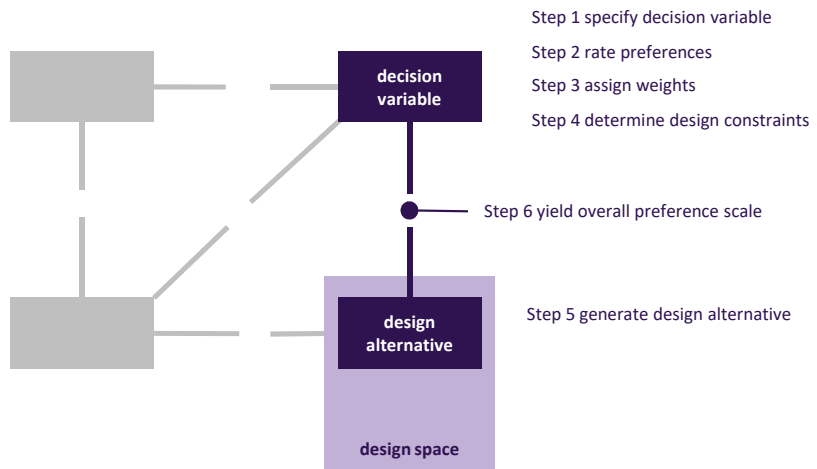 Step 1 specify decision variable
decision
variable
Step 2 rate preferences
Step 3 assign weights
Step 4 determine design constraints
Step 6 yield overall preference scale
design
alternative
Step 5 generate design alternative
design space